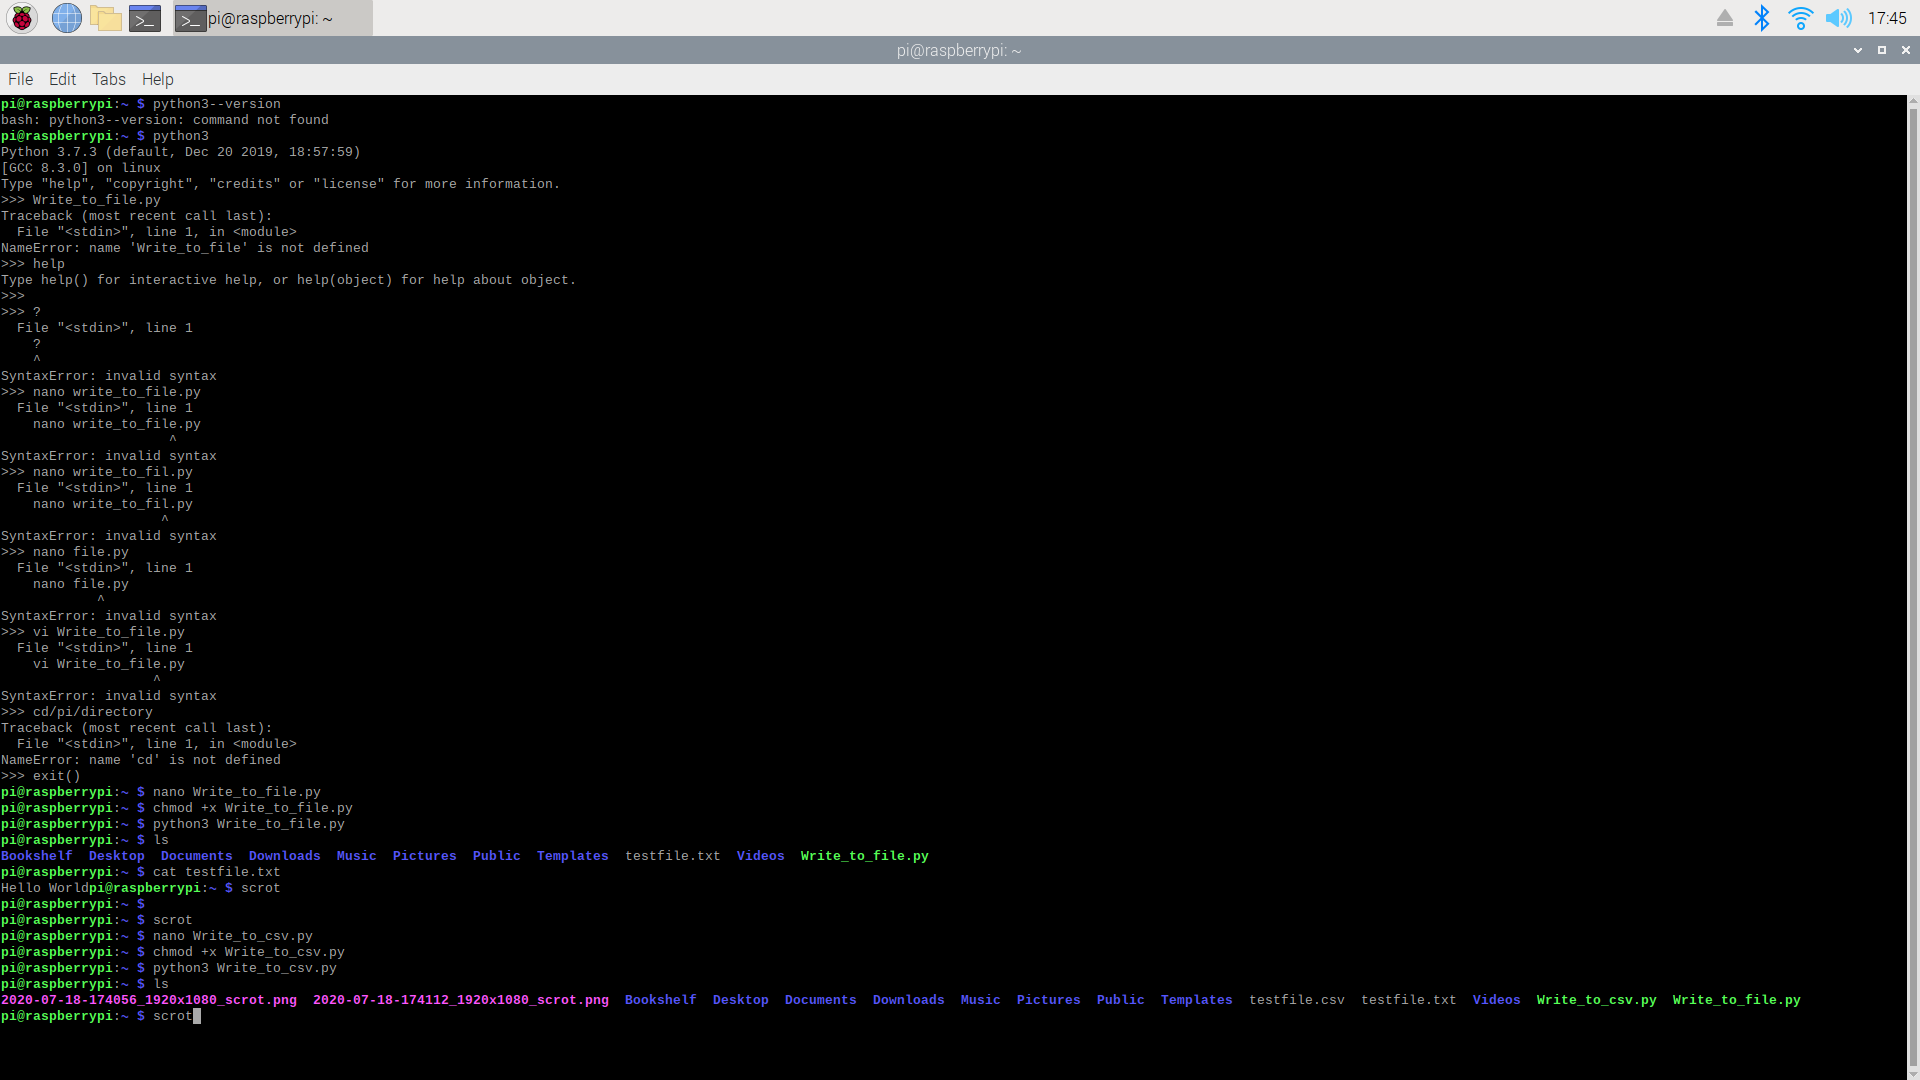 pi@raspberrypi: ~ 17:45
pi@raspberrypi: ~
File Edit Tabs Help
pi@raspberrypi:~ $ python3--version
bash: python3--version: command not found
pi@raspberrypi:~ $ python3
Python 3.7.3 (default, Dec 20 2019, 18:57:59)
[GCC 8.3.0] on linux
Type "help", "copyright", "credits" or "license" for more information.
>>> Write_to_file.py
Traceback (most recent call last):
  File "<stdin>", line 1, in <module>
NameError: name 'Write_to_file' is not defined
>>> help
Type help() for interactive help, or help(object) for help about object.
>>>
>>> ?
  File "<stdin>", line 1
    ?
    ^
SyntaxError: invalid syntax
>>> nano write_to_file.py
  File "<stdin>", line 1
    nano write_to_file.py
                     ^
SyntaxError: invalid syntax
>>> nano write_to_fil.py
  File "<stdin>", line 1
    nano write_to_fil.py
                    ^
SyntaxError: invalid syntax
>>> nano file.py
  File "<stdin>", line 1
    nano file.py
            ^
SyntaxError: invalid syntax
>>> vi Write_to_file.py
  File "<stdin>", line 1
    vi Write_to_file.py
                   ^
SyntaxError: invalid syntax
>>> cd/pi/directory
Traceback (most recent call last):
  File "<stdin>", line 1, in <module>
NameError: name 'cd' is not defined
>>> exit()
pi@raspberrypi:~ $ nano Write_to_file.py
pi@raspberrypi:~ $ chmod +x Write_to_file.py
pi@raspberrypi:~ $ python3 Write_to_file.py
pi@raspberrypi:~ $ ls
Bookshelf  Desktop  Documents  Downloads  Music  Pictures  Public  Templates  testfile.txt  Videos  Write_to_file.py
pi@raspberrypi:~ $ cat testfile.txt
Hello Worldpi@raspberrypi:~ $ scrot
pi@raspberrypi:~ $
pi@raspberrypi:~ $ scrot
pi@raspberrypi:~ $ nano Write_to_csv.py
pi@raspberrypi:~ $ chmod +x Write_to_csv.py
pi@raspberrypi:~ $ python3 Write_to_csv.py
pi@raspberrypi:~ $ ls
2020-07-18-174056_1920x1080_scrot.png  2020-07-18-174112_1920x1080_scrot.png  Bookshelf  Desktop  Documents  Downloads  Music  Pictures  Public  Templates  testfile.csv  testfile.txt  Videos  Write_to_csv.py  Write_to_file.py
pi@raspberrypi:~ $ scrot